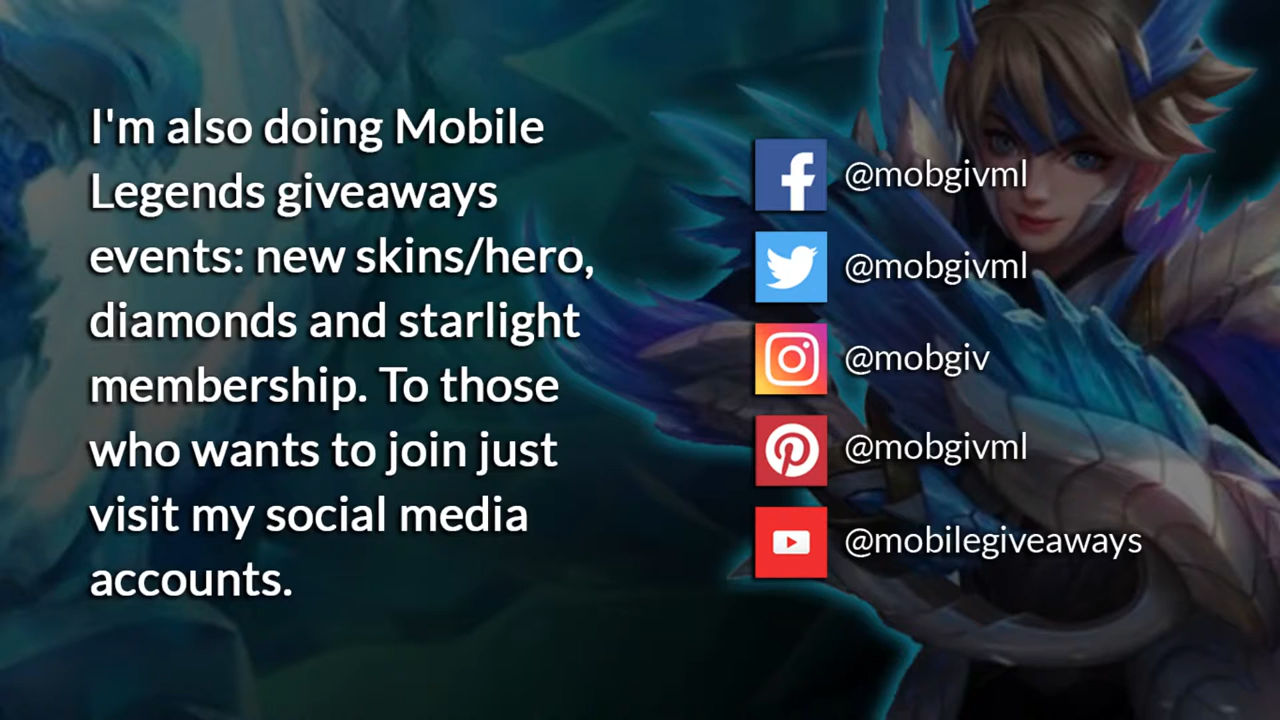 I'm also doing Mobile
Legends giveaways
events: new skins/hero,
diamonds and starlight
membership. To those
who wants to join just
visit my social media
accounts.
@mobgivml
@mobgivml
@mobgiv
@mobgivml
@mobilegiveaways